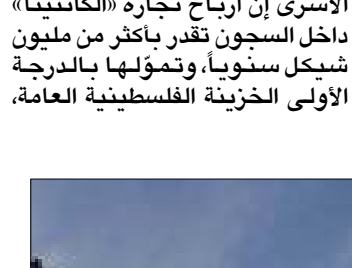 الأسرى إن أرباح تجارة «الكانتينا»
داخل السجون تقدر بأكثر من مليون
شيكل سنوياً، وتموّلها بالدرجة
الأولى الخزينة الفلسطينية العامة،